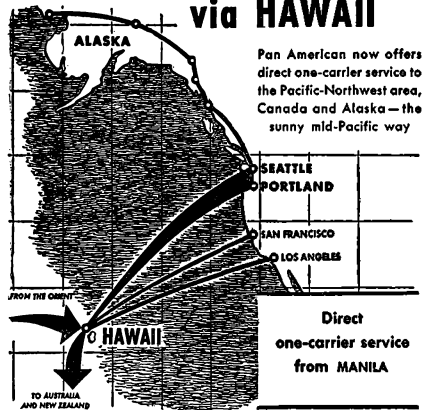 via HAWAII
ALASKA
Pan American now offers
direct one-carrier service to
the Pacific-Northwest area,
Canada and Alaska—the
sunny mid-Pacific way
SEATTLE
PORTLAND
SAN FRANCISCO
LOS ANGELES
FROM THE ORIENT
HAWAII
Direct
one-carrier service
from MANILA
TO AUSTRALIA
AND NEW ZEALAND